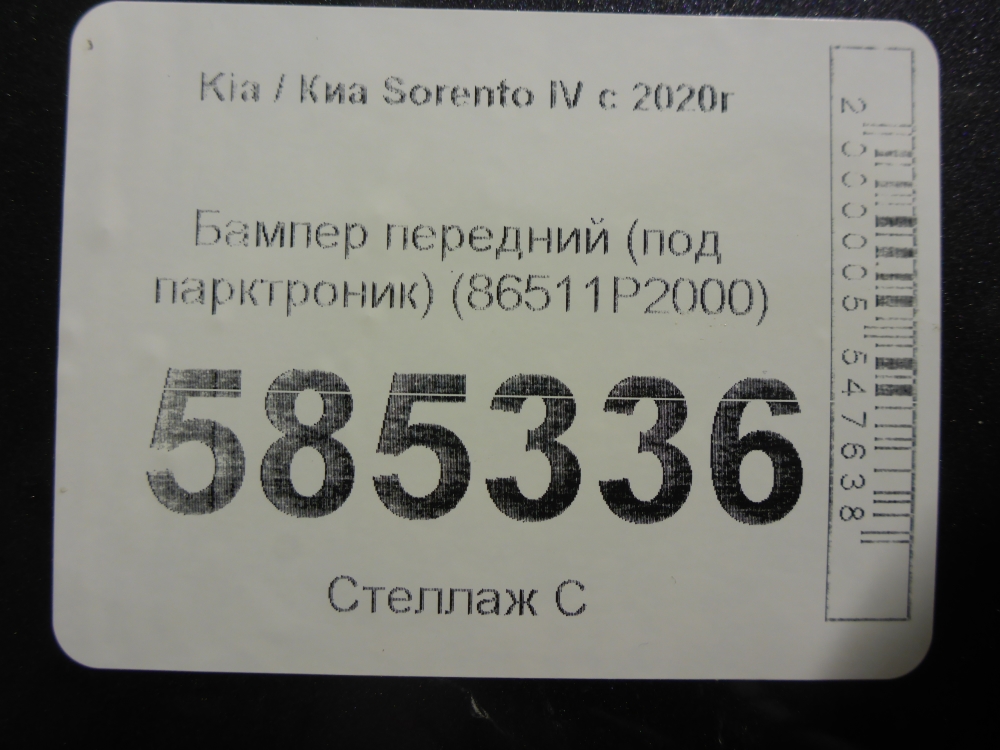 Kia / Киа Sorento IV с 2020г
Бампер передний (под
парктроник) (86511P2000)
585336
Стеллаж С
2000005547638